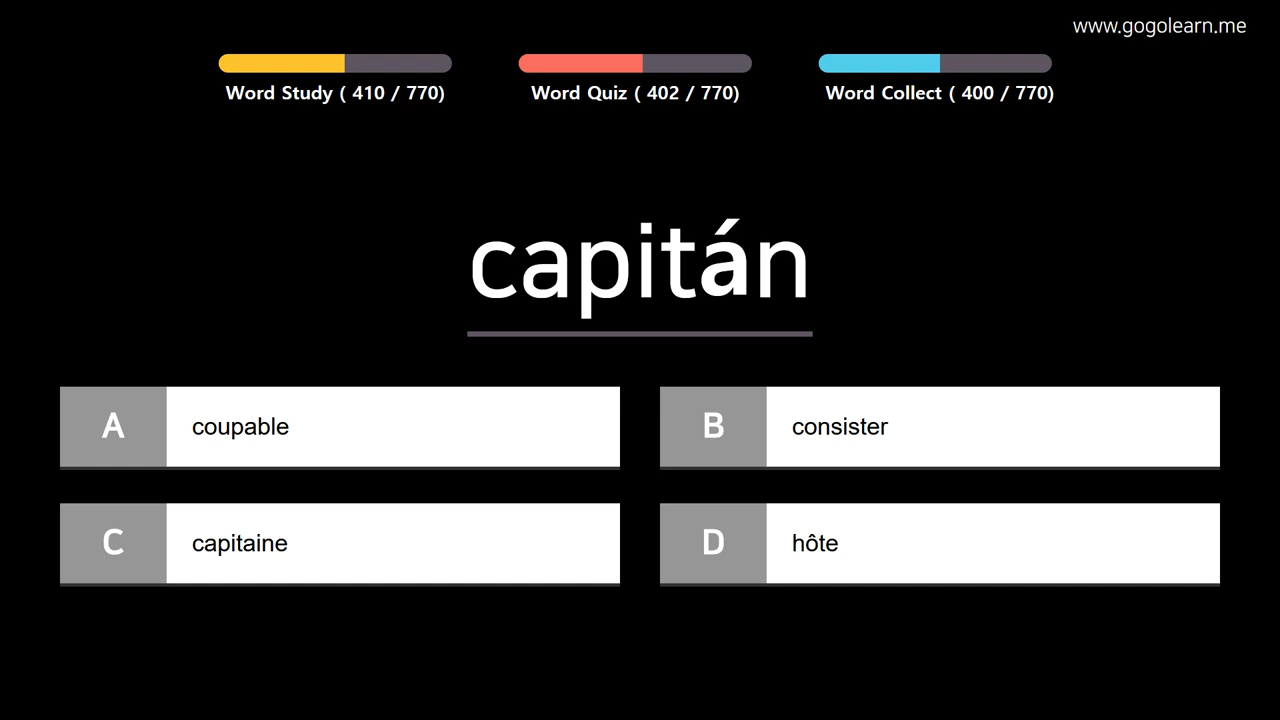 www.gogolearn.me
Word Study ( 410 / 770)
Word Quiz ( 402 / 770)
Word Collect ( 400 / 770)
capitán
A coupable
B consister
C capitaine
D hôte